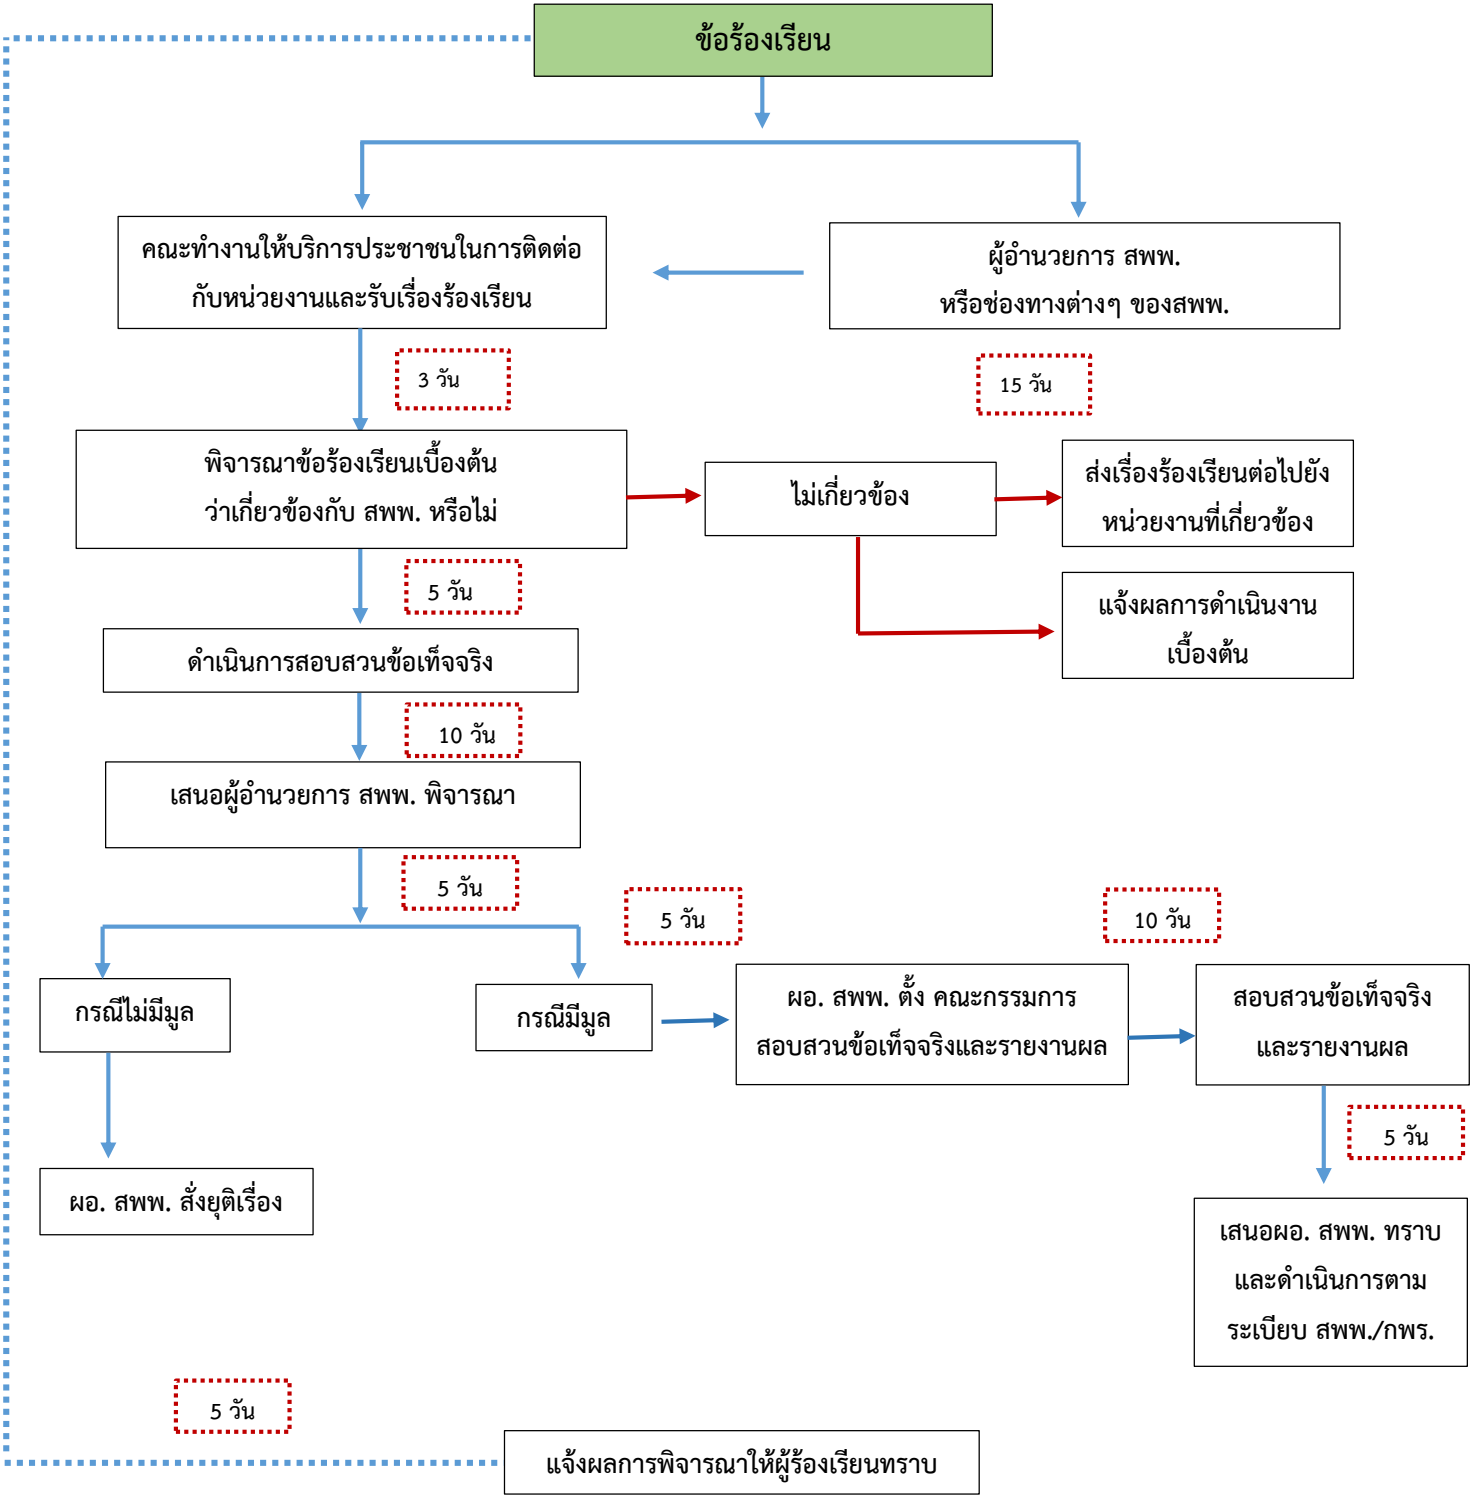 ข้อร้องเรียน
คณะทำงานให้บริการประชาชนในการติดต่อ
กับหน่วยงานและรับเรื่องร้องเรียน
ผู้อำนวยการ สพพ.
หรือช่องทางต่างๆ ของสพพ.
3 วัน
15 วัน
พิจารณาข้อร้องเรียนเบื้องต้น
ว่าเกี่ยวข้องกับ สพพ. หรือไม่
ไม่เกี่ยวข้อง
ส่งเรื่องร้องเรียนต่อไปยัง
หน่วยงานที่เกี่ยวข้อง
5 วัน
แจ้งผลการดำเนินงาน
เบื้องต้น
ดำเนินการสอบสวนข้อเท็จจริง
10 วัน
เสนอผู้อำนวยการ สพพ. พิจารณา
5 วัน
5 วัน
10 วัน
กรณีไม่มีมูล
กรณีมีมูล
ผอ. สพพ. ตั้ง คณะกรรมการ
สอบสวนข้อเท็จจริงและรายงานผล
สอบสวนข้อเท็จจริง
และรายงานผล
5 วัน
ผอ. สพพ. สั่งยุติเรื่อง
เสนอผอ. สพพ. ทราบ
และดำเนินการตาม
ระเบียบ สพพ./กพร.
5 วัน
แจ้งผลการพิจารณาให้ผู้ร้องเรียนทราบ